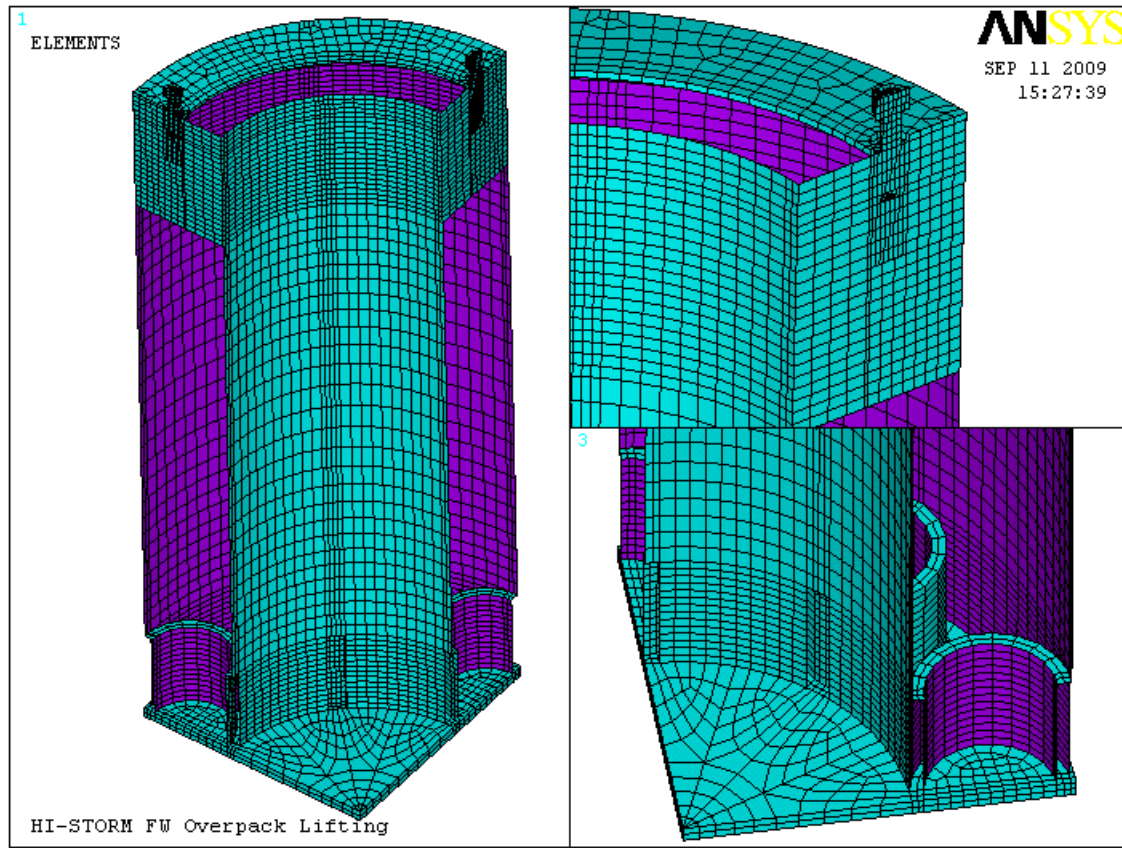 1
ELEMENTS
ANSYS
SEP 11 2009
15:27:39
3
HI-STORM FW Overpack Lifting